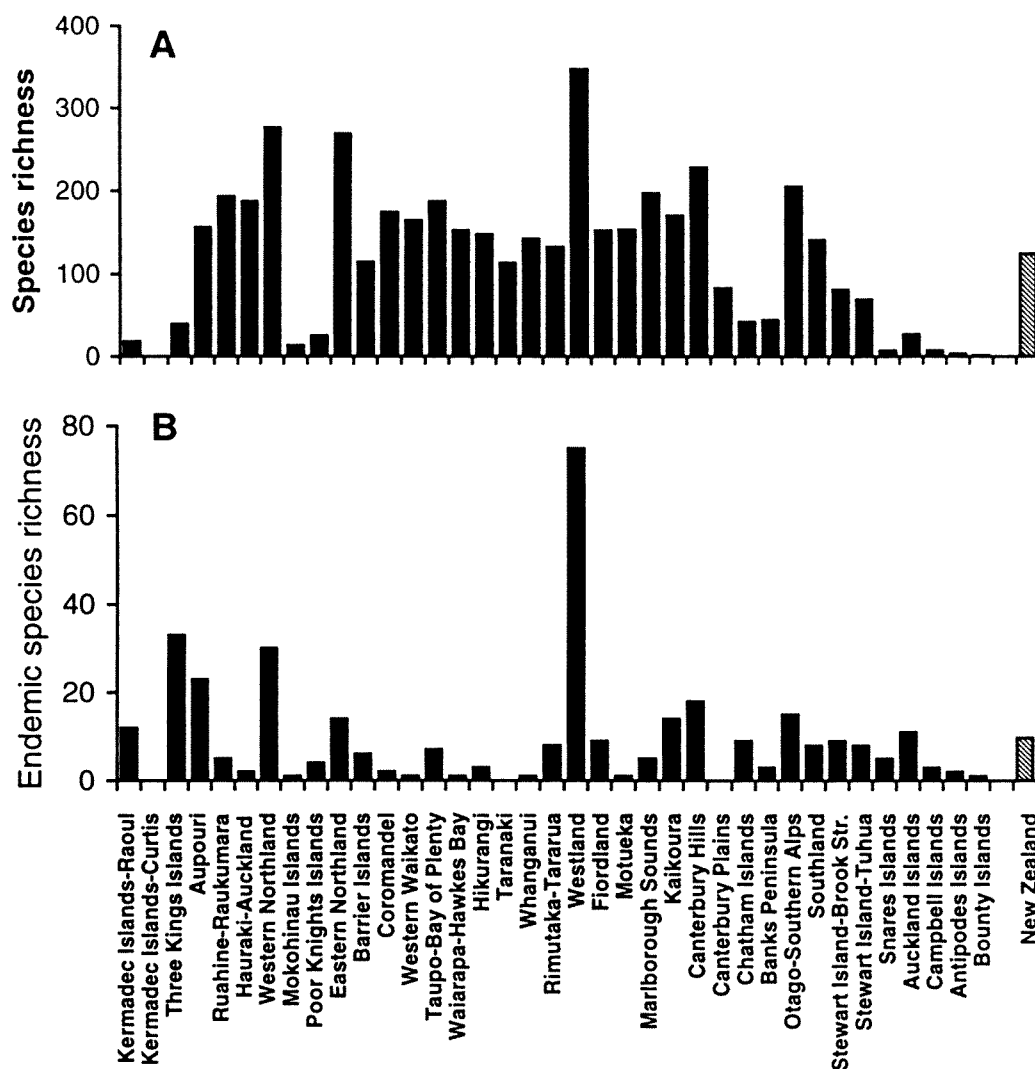 A
Species richness
400
300
200
100
0
B
Endemic species richness
80
60
40
20
0
Kermadec Islands-Raoul
Kermadec Islands-Curtis
Three Kings Islands
Aupouri
Ruahine-Raukumara
Hauraki-Auckland
Western Northland
Mokohinau Islands
Poor Knights Islands
Eastern Northland
Barrier Islands
Coromandel
Western Waikato
Taupo-Bay of Plenty
Waiarapa-Hawkes Bay
Hikurangi
Taranaki
Whanganui
Rimutaka-Tararua
Westland
Fiordland
Motueka
Marlborough Sounds
Kaikoura
Canterbury Hills
Canterbury Plains
Chatham Islands
Banks Peninsula
Otago-Southern Alps
Southland
Stewart Island-Brook Str.
Stewart Island-Tuhua
Snares Islands
Auckland Islands
Campbell Islands
Antipodes Islands
Bounty Islands
New Zealand